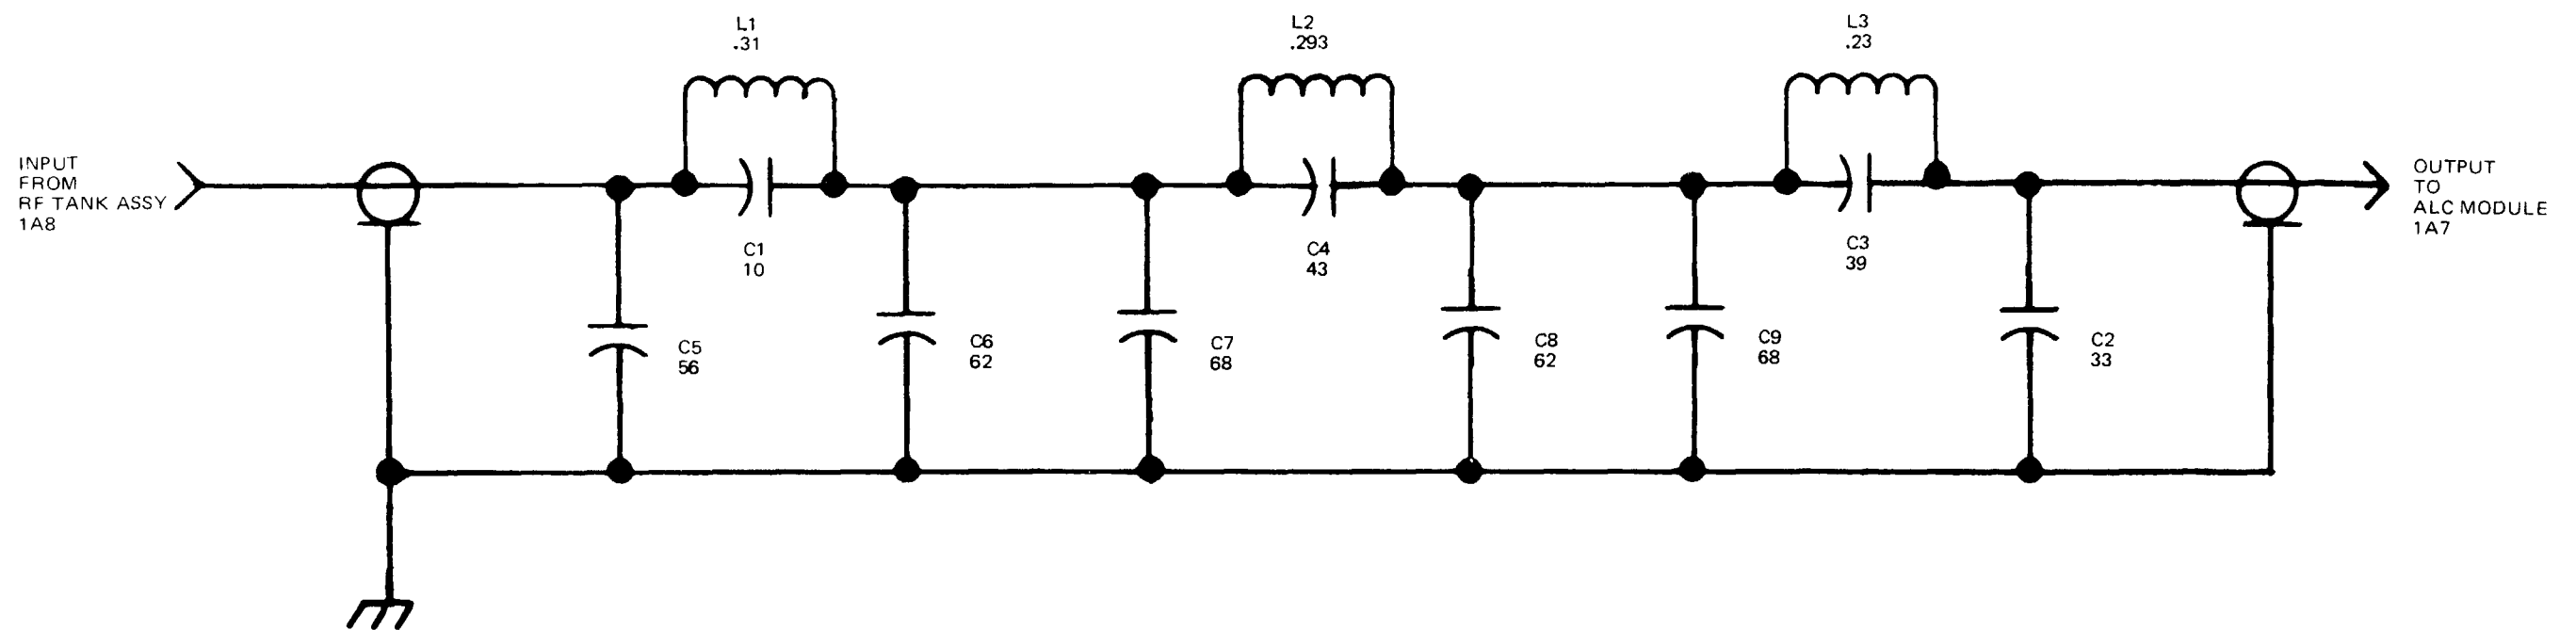 L1
.31
L2
.293
L3
.23
INPUT
FROM
RF TANK ASSY
1A8
OUTPUT
TO
ALC MODULE
1A7
C1
10
C4
43
C3
39
C5
56
C6
62
C7
68
C8
62
C9
68
C2
33